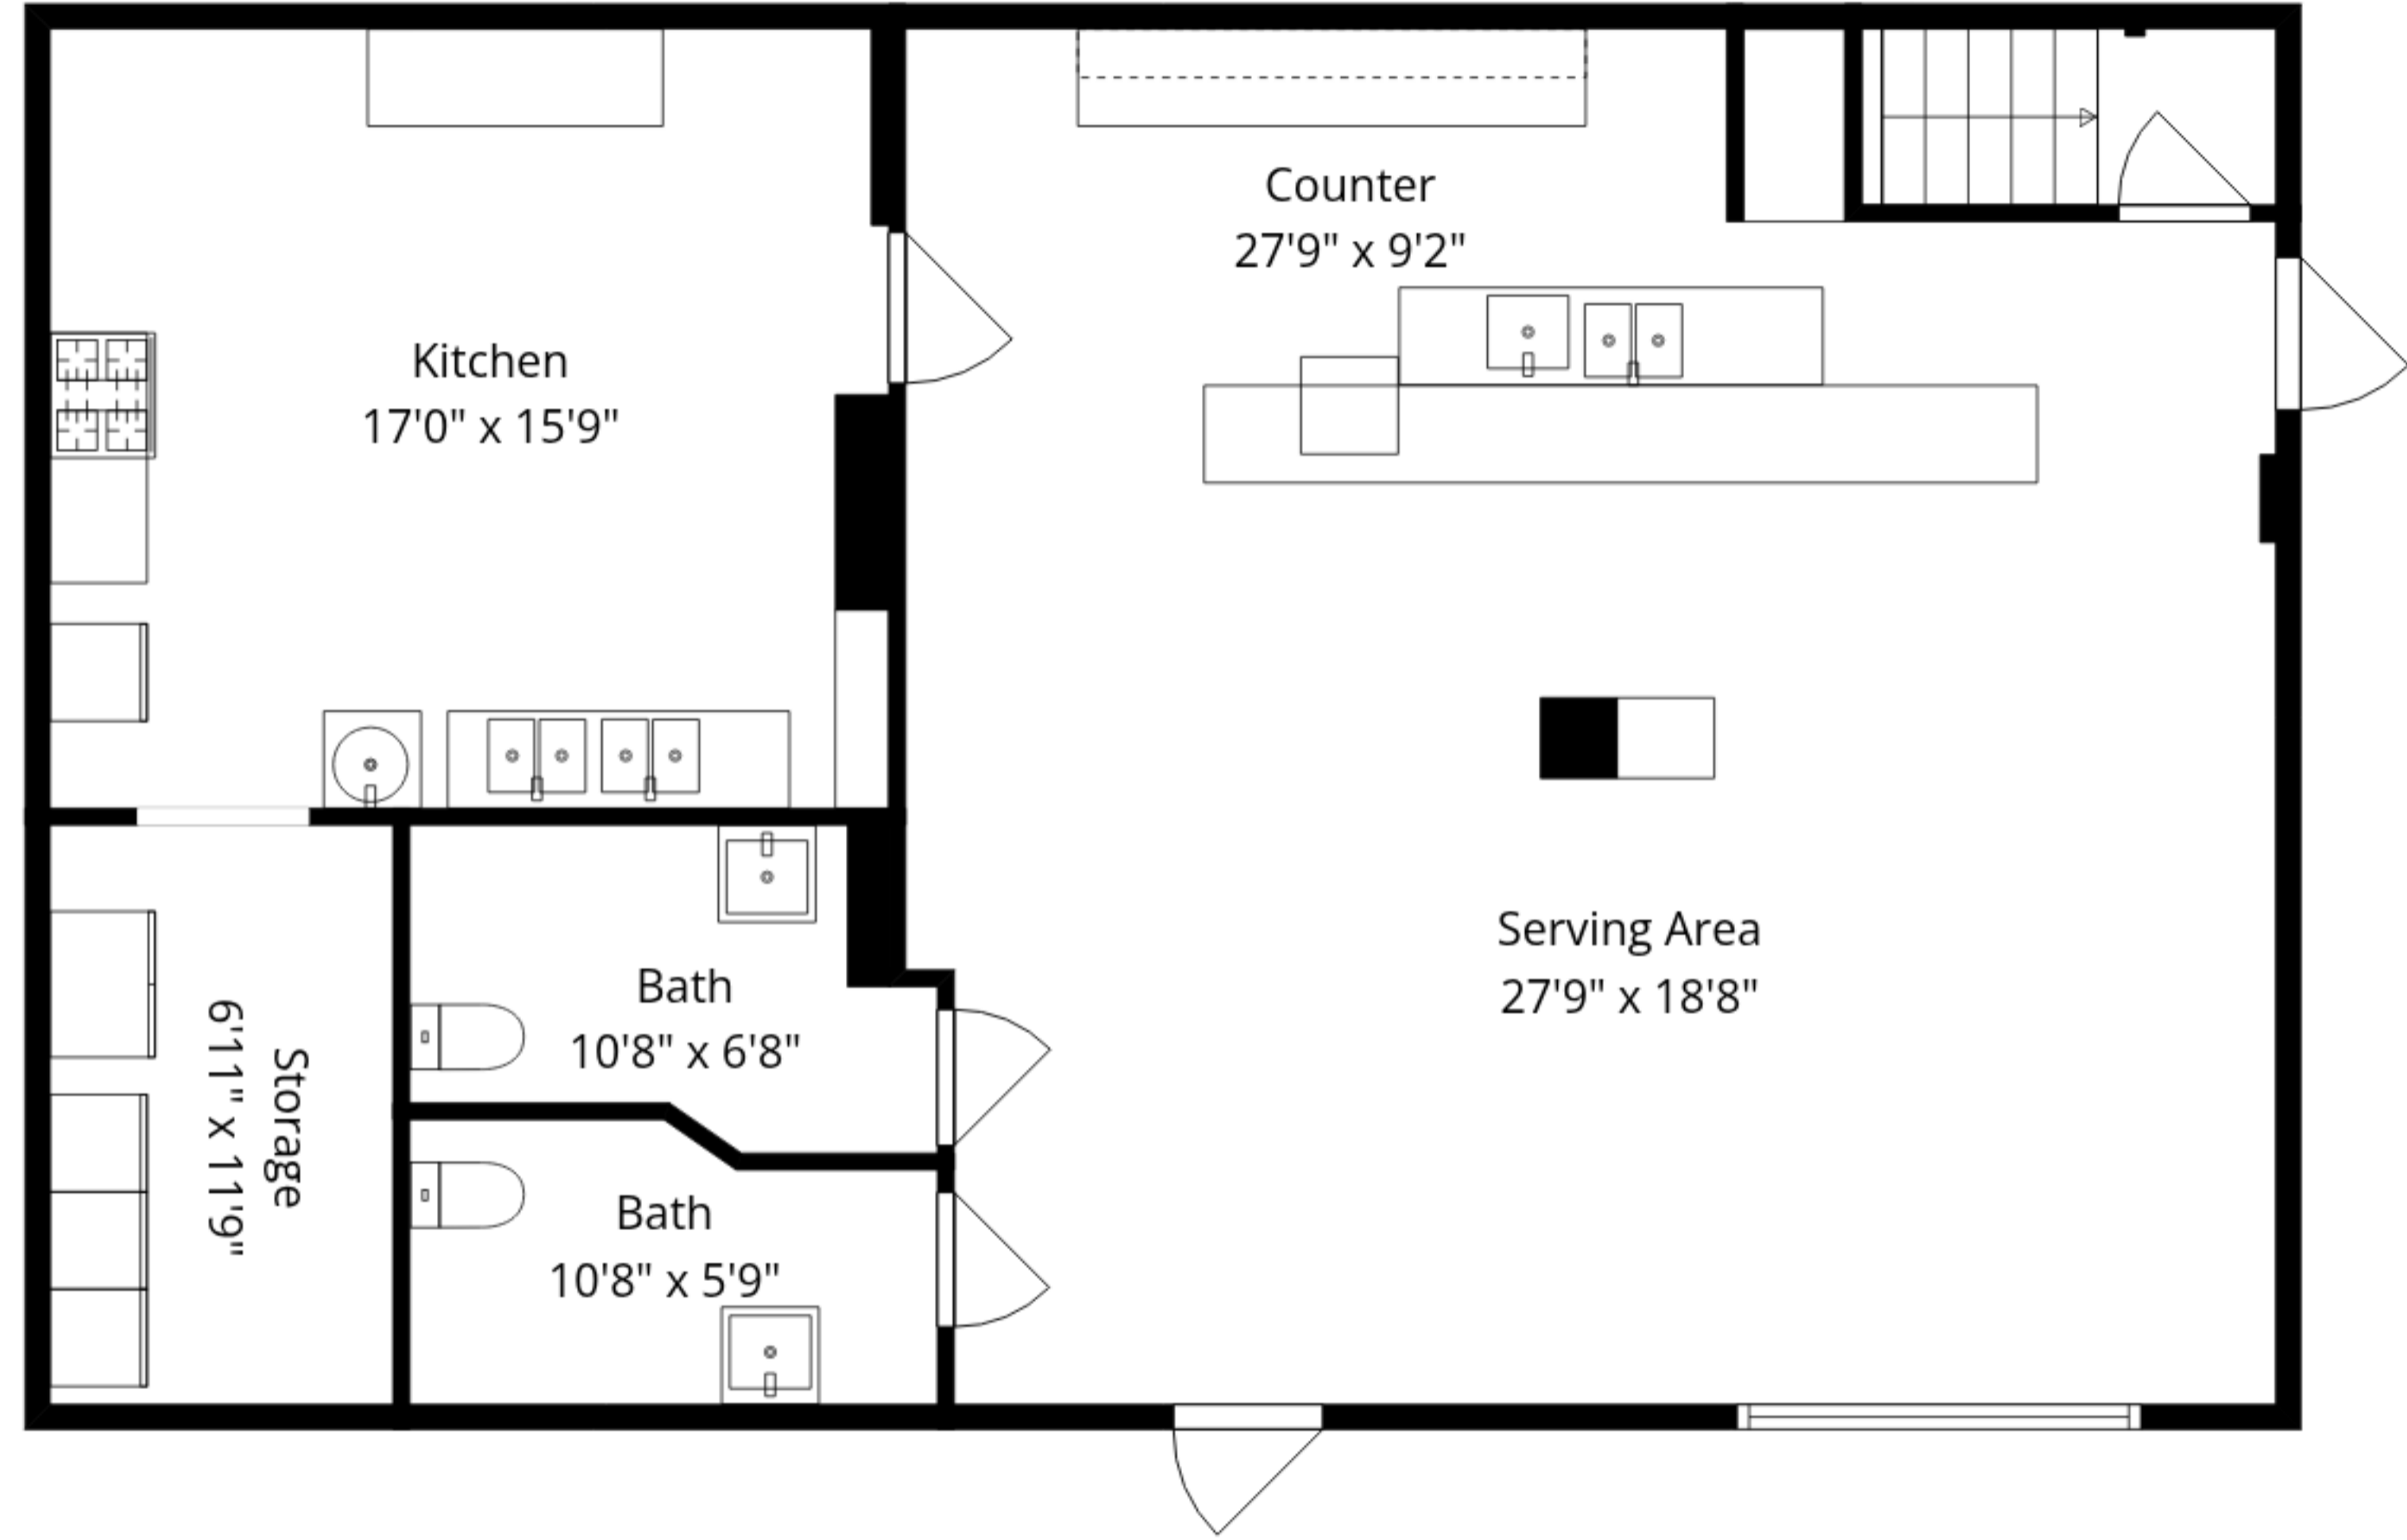 Counter
27'9" x 9'2"
Kitchen
17'0" x 15'9"
Serving Area
27'9" x 18'8"
Bath
10'8" x 6'8"
Storage
6'11" x 11'9"
Bath
10'8" x 5'9"